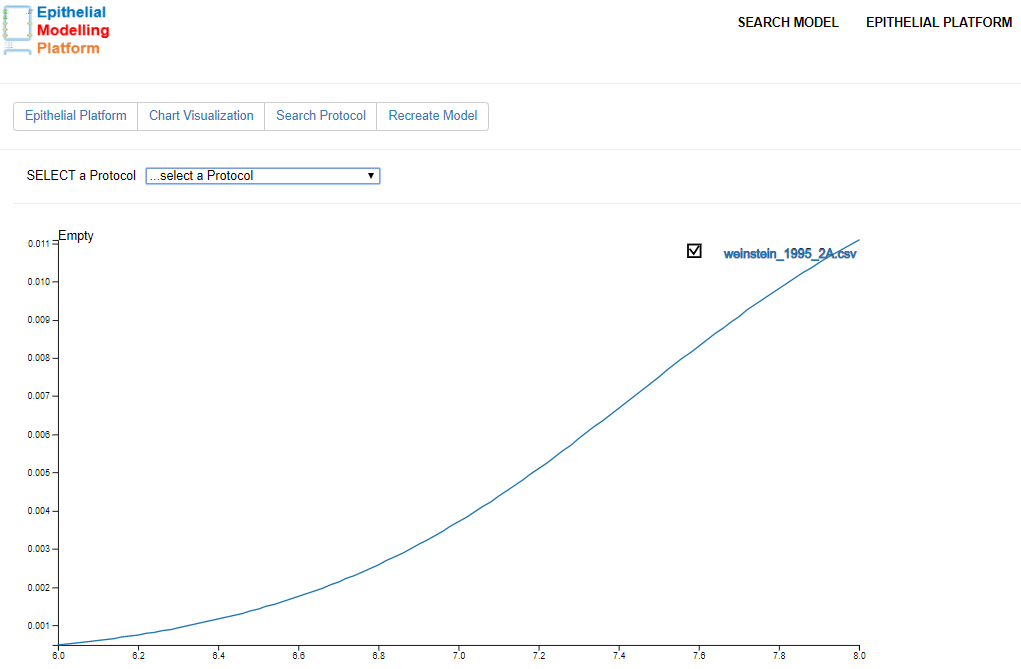 Epithelial
Modelling
Platform
SEARCH MODEL EPITHELIAL PLATFORM
Epithelial Platform Chart Visualization Search Protocol Recreate Model
SELECT a Protocol ...select a Protocol
Empty
weinstein_1995_2A.csv
0.011
0.010
0.009
0.008
0.007
0.006
0.005
0.004
0.003
0.002
0.001
6.0 6.2 6.4 6.6 6.8 7.0 7.2 7.4 7.6 7.8 8.0